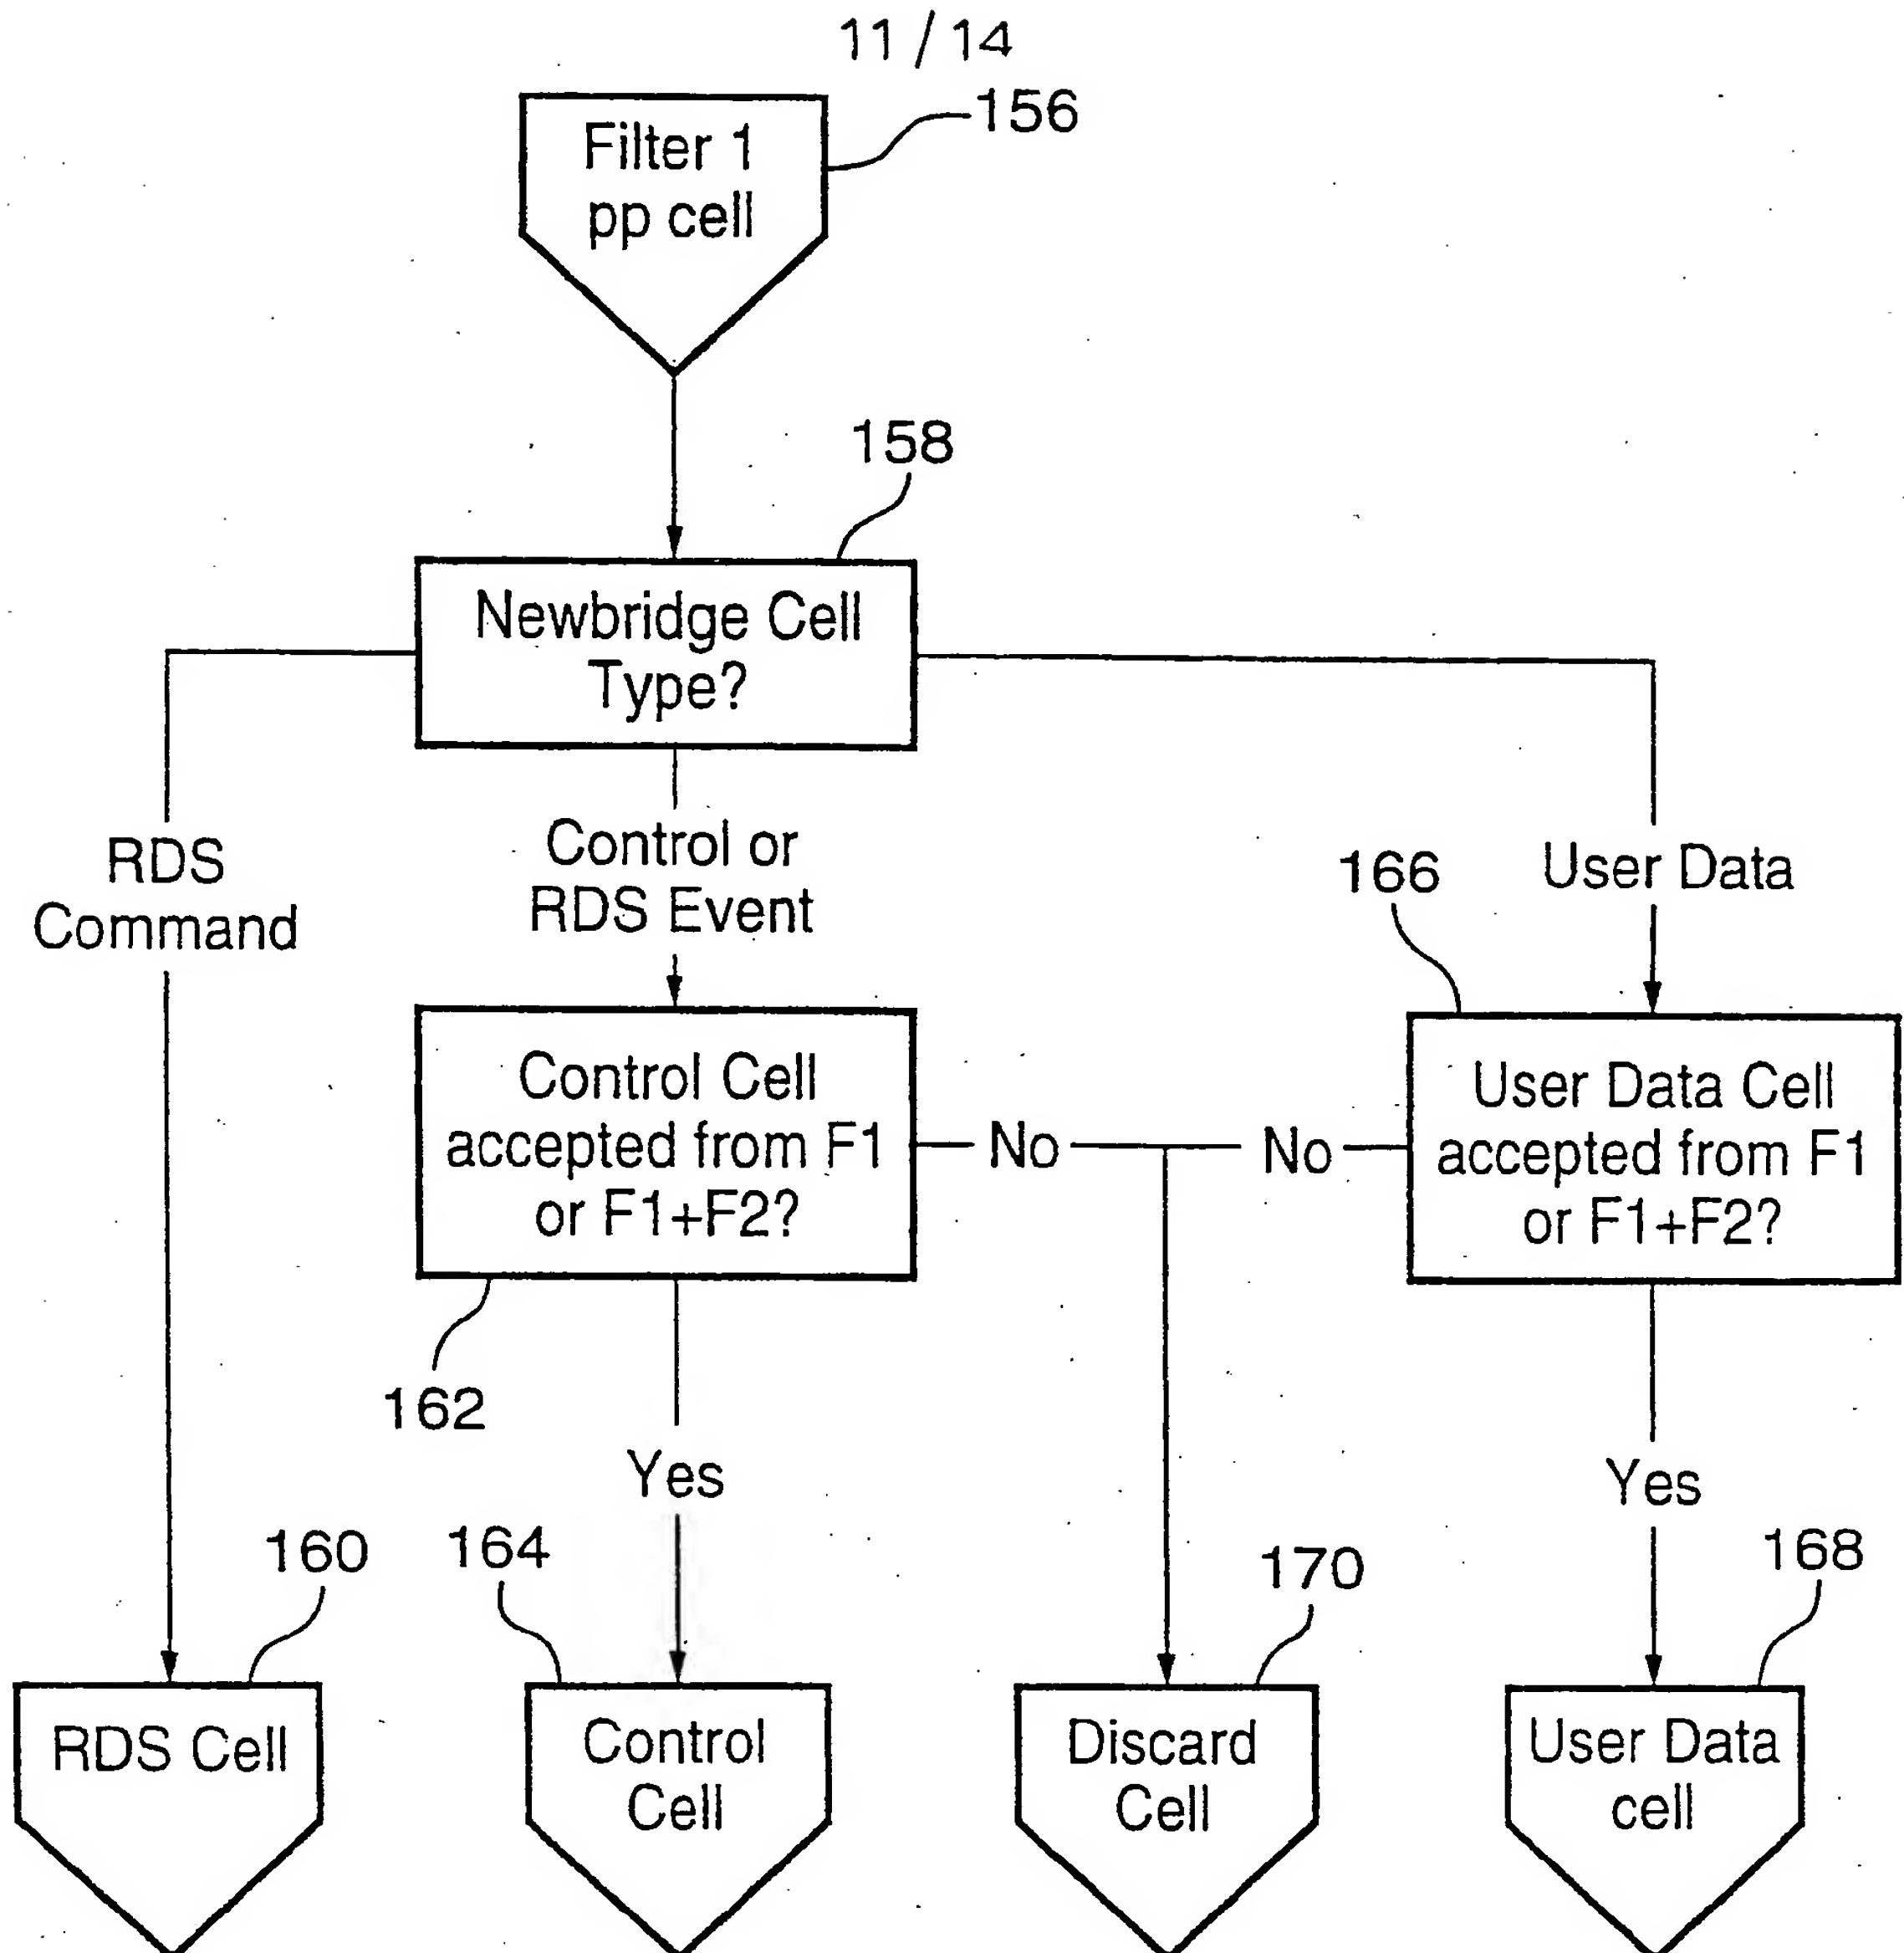 11 / 14
156
Filter 1
pp cell
158
Newbridge Cell
Type?
RDS
Command
Control or
RDS Event
166
User Data
Control Cell
accepted from F1
or F1+F2?
No
No
User Data Cell
accepted from F1
or F1+F2?
162
Yes
Yes
160
164
170
168
RDS Cell
Control
Cell
Discard
Cell
User Data
cell